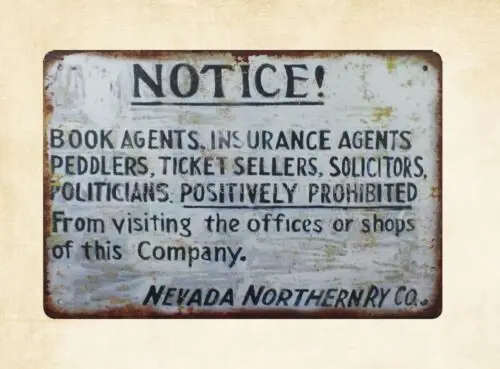 NOTICE!
BOOK AGENTS, INSURANCE AGENTS
PEDDLERS, TICKET SELLERS, SOLICITORS,
POLITICIANS. POSITIVELY PROHIBITED
From visiting the offices or shops
of this Company.
NEVADA NORTHERN RY CO.